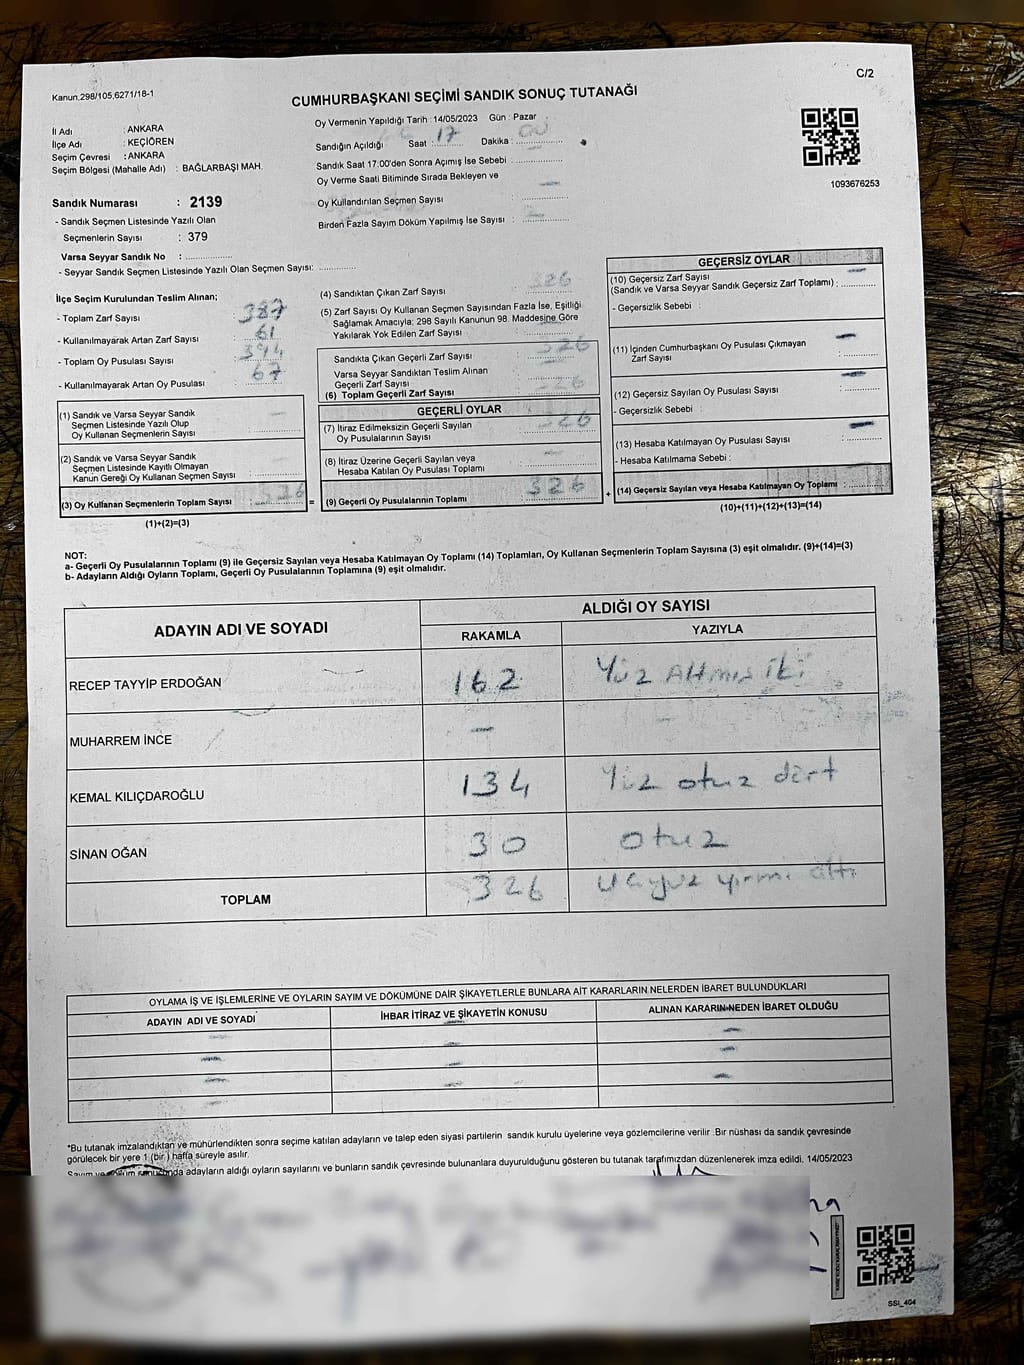 C/2
Kanun.298/105,6271/18-1
CUMHURBAŞKANI SEÇİMİ SANDIK SONUÇ TUTANAĞI
İl Adı : ANKARA
İlçe Adı : KEÇİÖREN
Seçim Çevresi : ANKARA
Seçim Bölgesi (Mahalle Adı) : BAĞLARBAŞI MAH.
Oy Vermenin Yapıldığı Tarih : 14/05/2023 Gün : Pazar
Sandığın Açıldığı Saat : 17 Dakika : 00
Sandık Saat 17:00'den Sonra Açımış İse Sebebi :
Oy Verme Saati Bitiminde Sırada Bekleyen ve
Oy Kullandırılan Seçmen Sayısı : —
Birden Fazla Sayım Döküm Yapılmış İse Sayısı :
1093676253
Sandık Numarası : 2139
- Sandık Seçmen Listesinde Yazılı Olan
Seçmenlerin Sayısı : 379
Varsa Seyyar Sandık No :
- Seyyar Sandık Seçmen Listesinde Yazılı Olan Seçmen Sayısı:
İlçe Seçim Kurulundan Teslim Alınan;
- Toplam Zarf Sayısı : 387
- Kullanılmayarak Artan Zarf Sayısı : 61
- Toplam Oy Pusulası Sayısı : 394
- Kullanılmayarak Artan Oy Pusulası : 67
(1) Sandık ve Varsa Seyyar Sandık
Seçmen Listesinde Yazılı Olup
Oy Kullanan Seçmenlerin Sayısı : —
(2) Sandık ve Varsa Seyyar Sandık
Seçmen Listesinde Kayıtlı Olmayan
Kanun Gereği Oy Kullanan Seçmen Sayısı :
(3) Oy Kullanan Seçmenlerin Toplam Sayısı : 326 =
(1)+(2)=(3)
(4) Sandıktan Çıkan Zarf Sayısı : 326
(5) Zarf Sayısı Oy Kullanan Seçmen Sayısından Fazla İse, Eşitliği
Sağlamak Amacıyla; 298 Sayılı Kanunun 98. Maddesine Göre
Yakılarak Yok Edilen Zarf Sayısı : —
Sandıkta Çıkan Geçerli Zarf Sayısı : 326
Varsa Seyyar Sandıktan Teslim Alınan
Geçerli Zarf Sayısı :
(6) Toplam Geçerli Zarf Sayısı : 326
GEÇERLİ OYLAR
(7) İtiraz Edilmeksizin Geçerli Sayılan
Oy Pusulalarının Sayısı : 326
(8) İtiraz Üzerine Geçerli Sayılan veya
Hesaba Katılan Oy Pusulası Toplamı : —
(9) Geçerli Oy Pusulalarının Toplamı : 326 +
GEÇERSİZ OYLAR
(10) Geçersiz Zarf Sayısı —
(Sandık ve Varsa Seyyar Sandık Geçersiz Zarf Toplamı) :
- Geçersizlik Sebebi :
(11) İçinden Cumhurbaşkanı Oy Pusulası Çıkmayan —
Zarf Sayısı :
(12) Geçersiz Sayılan Oy Pusulası Sayısı : —
- Geçersizlik Sebebi :
(13) Hesaba Katılmayan Oy Pusulası Sayısı : —
- Hesaba Katılmama Sebebi :
(14) Geçersiz Sayılan veya Hesaba Katılmayan Oy Toplamı :
(10)+(11)+(12)+(13)=(14)
NOT:
a- Geçerli Oy Pusulalarının Toplamı (9) ile Geçersiz Sayılan veya Hesaba Katılmayan Oy Toplamı (14) Toplamları, Oy Kullanan Seçmenlerin Toplam Sayısına (3) eşit olmalıdır. (9)+(14)=(3)
b- Adayların Aldığı Oyların Toplamı, Geçerli Oy Pusulalarının Toplamına (9) eşit olmalıdır.
ADAYIN ADI VE SOYADI
ALDIĞI OY SAYISI
RAKAMLA YAZIYLA
RECEP TAYYİP ERDOĞAN 162 Yüz Altmış İki
MUHARREM İNCE —
KEMAL KILIÇDAROĞLU 134 Yüz otuz dört
SİNAN OĞAN 30 otuz
TOPLAM 326 Üçyüz yirmi altı
OYLAMA İŞ VE İŞLEMLERİNE VE OYLARIN SAYIM VE DÖKÜMÜNE DAİR ŞİKAYETLERLE BUNLARA AİT KARARLARIN NELERDEN İBARET BULUNDUKLARI
ADAYIN ADI VE SOYADI İHBAR İTİRAZ VE ŞİKAYETİN KONUSU ALINAN KARARIN NEDEN İBARET OLDUĞU
*Bu tutanak imzalandıktan ve mühürlendikten sonra seçime katılan adayların ve talep eden siyasi partilerin sandık kurulu üyelerine veya gözlemcilerine verilir .Bir nüshası da sandık çevresinde
görülecek bir yere 1 (bir ) hafta süreyle asılır.
Sayım ve döküm sonucunda adayların aldığı oyların sayılarını ve bunların sandık çevresinde bulunanlara duyurulduğunu gösteren bu tutanak tarafımızdan düzenlenerek imza edildi. 14/05/2023
SSİ_404